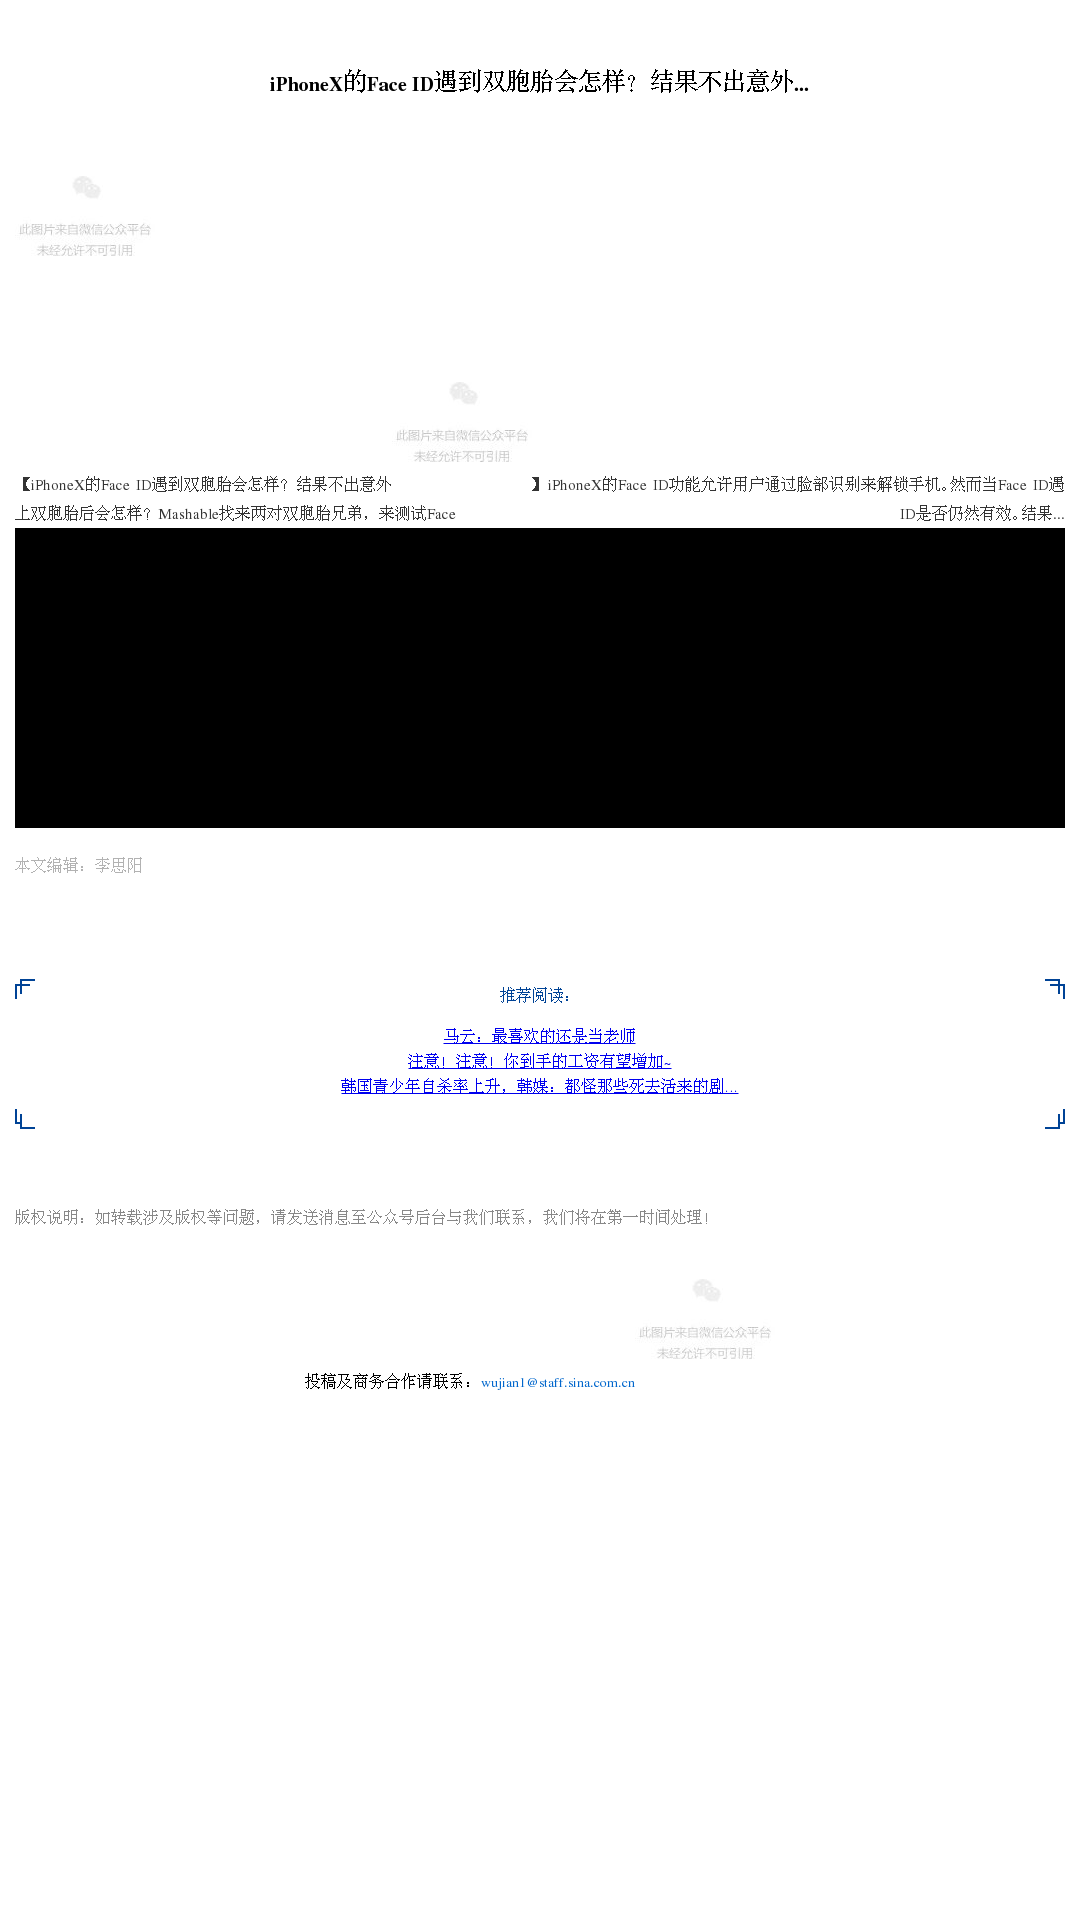 iPhoneX的Face ID遇到双胞胎会怎样？结果不出意外...
此图片来自微信公众平台
未经允许不可引用
此图片来自微信公众平台
未经允许不可引用
【iPhoneX的Face ID遇到双胞胎会怎样？结果不出意外 】iPhoneX的Face ID功能允许用户通过脸部识别来解锁手机。然而当Face ID遇
上双胞胎后会怎样？Mashable找来两对双胞胎兄弟，来测试Face ID是否仍然有效。结果...
本文编辑：李思阳
推荐阅读：
马云：最喜欢的还是当老师
注意！注意！你到手的工资有望增加~
韩国青少年自杀率上升，韩媒：都怪那些死去活来的剧...
版权说明：如转载涉及版权等问题，请发送消息至公众号后台与我们联系，我们将在第一时间处理！
此图片来自微信公众平台
未经允许不可引用
投稿及商务合作请联系：wujian1@staff.sina.com.cn